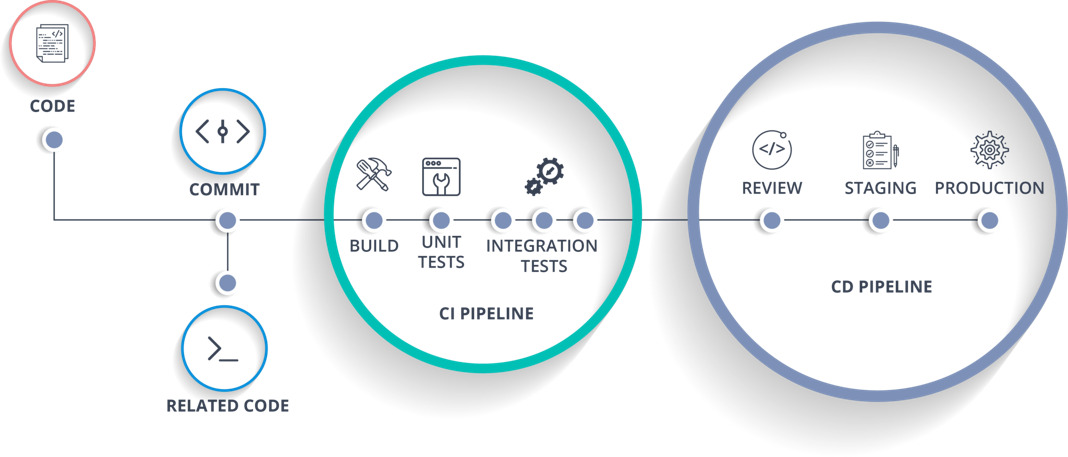 CODE
COMMIT
RELATED CODE
BUILD
UNIT
TESTS
INTEGRATION
TESTS
CI PIPELINE
REVIEW
STAGING
PRODUCTION
CD PIPELINE